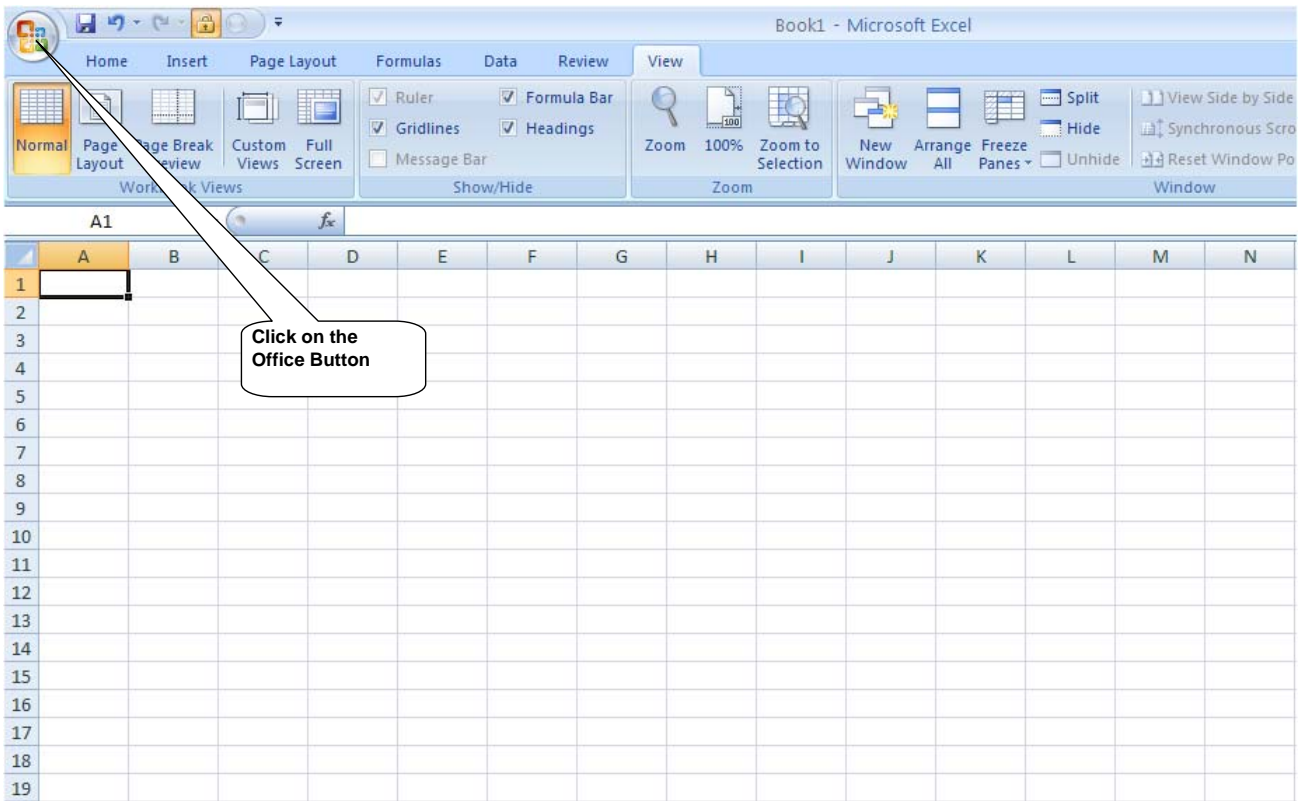 Book1 - Microsoft Excel
Home Insert Page Layout Formulas Data Review View
Ruler Formula Bar Split View Side by Side
Gridlines Headings Hide Synchronous Scro
Normal Page Layout Page Break Custom Views Full Screen Message Bar Zoom 100% Zoom to Selection New Window Arrange All Freeze Panes Unhide Reset Window Po
Show/Hide Zoom Window
A1 fx
A B C D E F G H I J K L M N
1
2
3
4
5
6
7
8
9
10
11
12
13
14
15
16
17
18
19
Click on the
Office Button